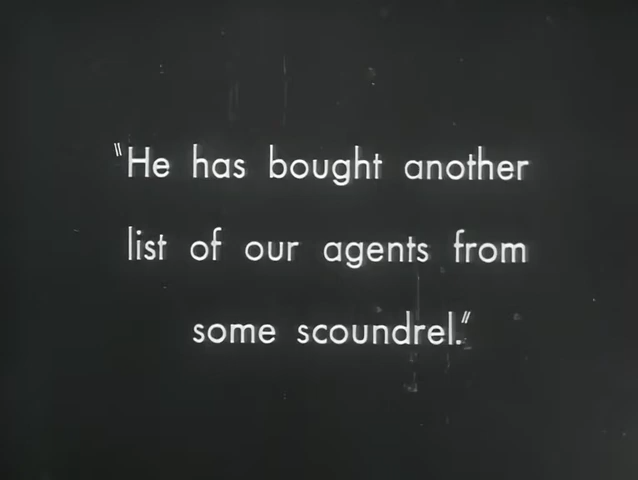 "He has bought another
list of our agents from
some scoundrel."